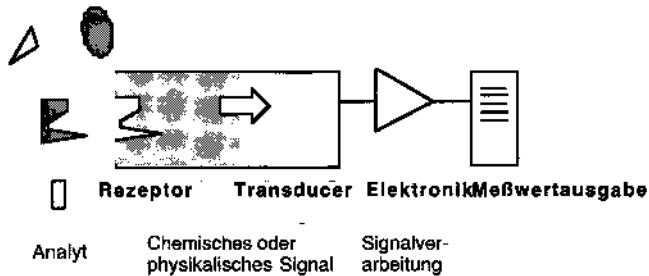 Rezeptor Transducer Elektronik Meßwertausgabe
Analyt Chemisches oder physikalisches Signal Signalver-
arbeitung